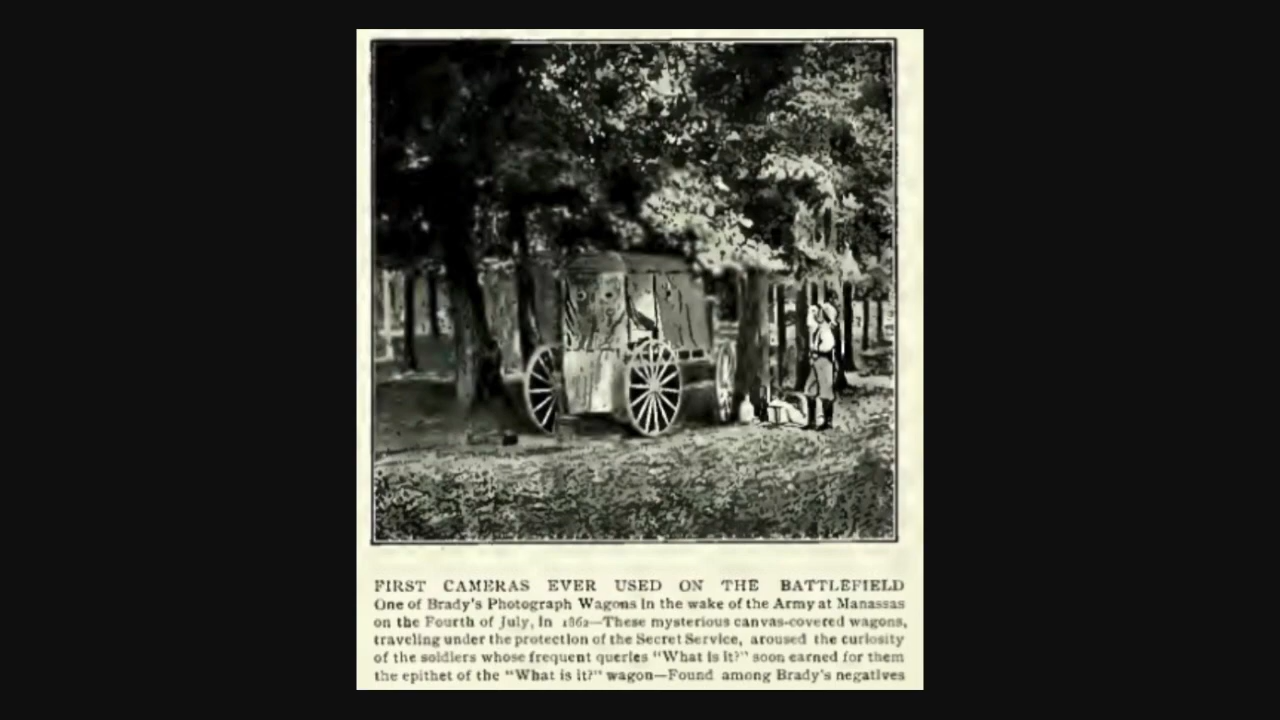 FIRST CAMERAS EVER USED ON THE BATTLEFIELD
One of Brady's Photograph Wagons in the wake of the Army at Manassas
on the Fourth of July, in 1862—These mysterious canvas-covered wagons,
traveling under the protection of the Secret Service, aroused the curiosity
of the soldiers whose frequent queries "What is it?" soon earned for them
the epithet of the "What is it?" wagon—Found among Brady's negatives